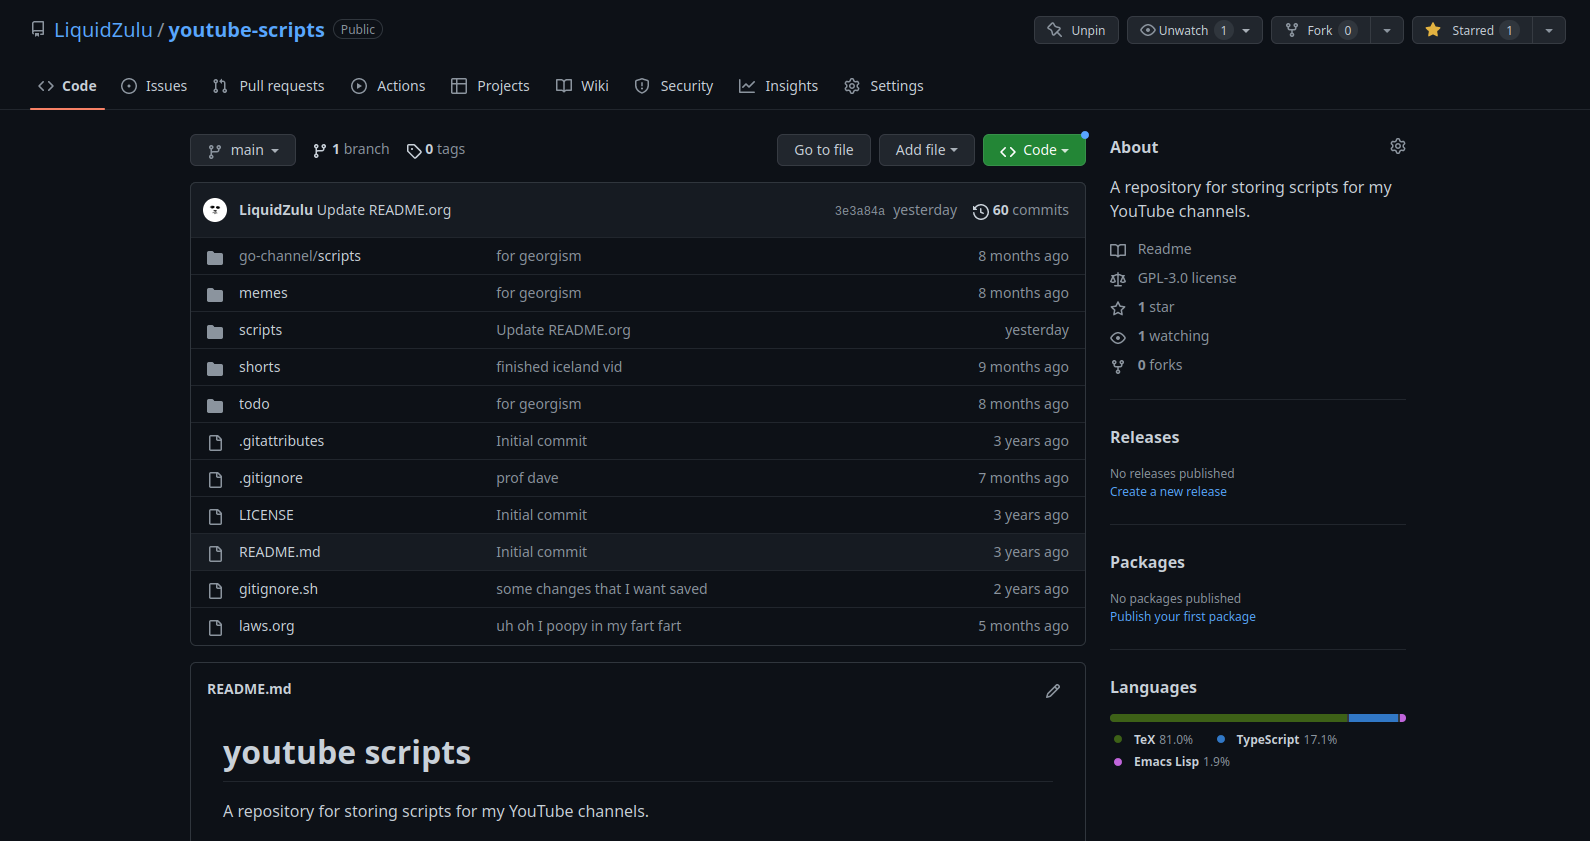 LiquidZulu / youtube-scripts Public
Unpin Unwatch 1 Fork 0 Starred 1
Code Issues Pull requests Actions Projects Wiki Security Insights Settings
main 1 branch 0 tags Go to file Add file Code
LiquidZulu Update README.org 3e3a84a yesterday 60 commits
go-channel/scripts for georgism 8 months ago
memes for georgism 8 months ago
scripts Update README.org yesterday
shorts finished iceland vid 9 months ago
todo for georgism 8 months ago
.gitattributes Initial commit 3 years ago
.gitignore prof dave 7 months ago
LICENSE Initial commit 3 years ago
README.md Initial commit 3 years ago
gitignore.sh some changes that I want saved 2 years ago
laws.org uh oh I poopy in my fart fart 5 months ago
README.md
youtube scripts
A repository for storing scripts for my YouTube channels.
About
A repository for storing scripts for my
YouTube channels.
Readme
GPL-3.0 license
1 star
1 watching
0 forks
Releases
No releases published
Create a new release
Packages
No packages published
Publish your first package
Languages
TeX 81.0% TypeScript 17.1%
Emacs Lisp 1.9%